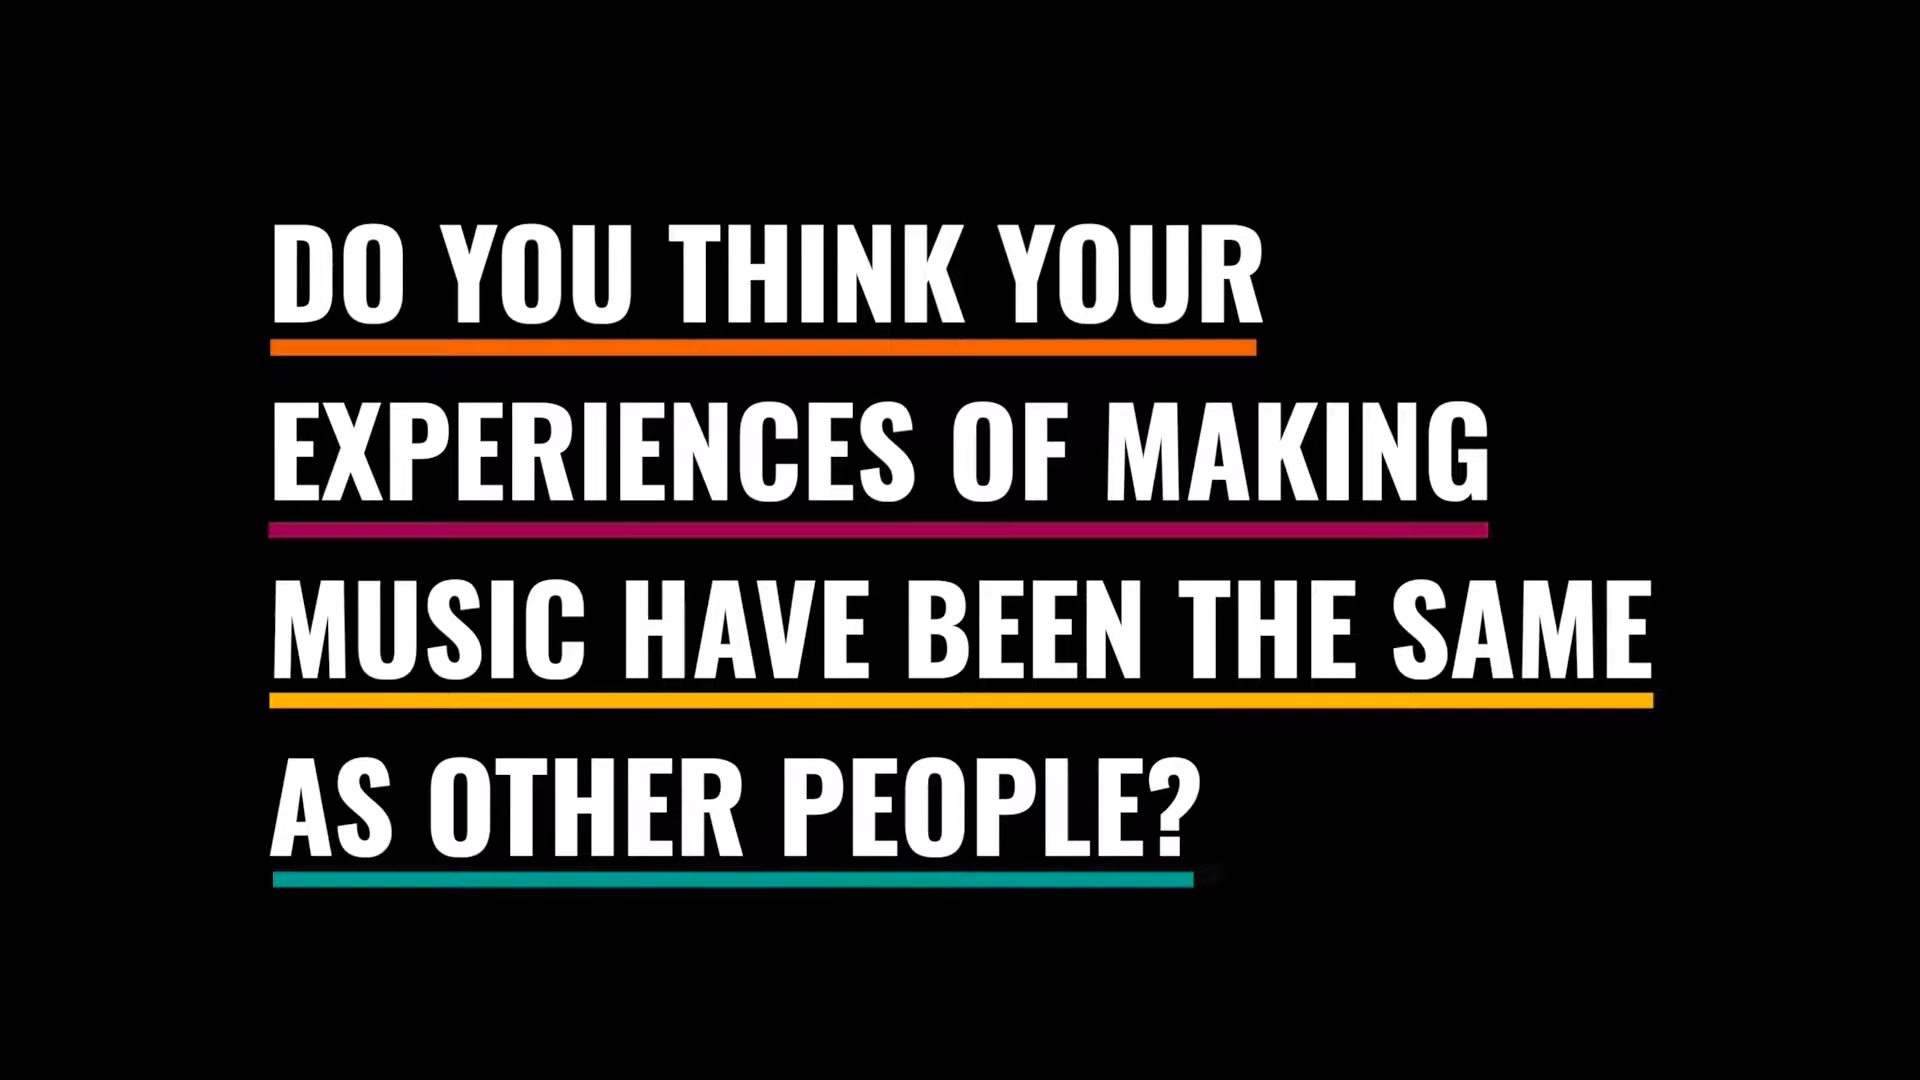 DO YOU THINK YOUR
EXPERIENCES OF MAKING
MUSIC HAVE BEEN THE SAME
AS OTHER PEOPLE?